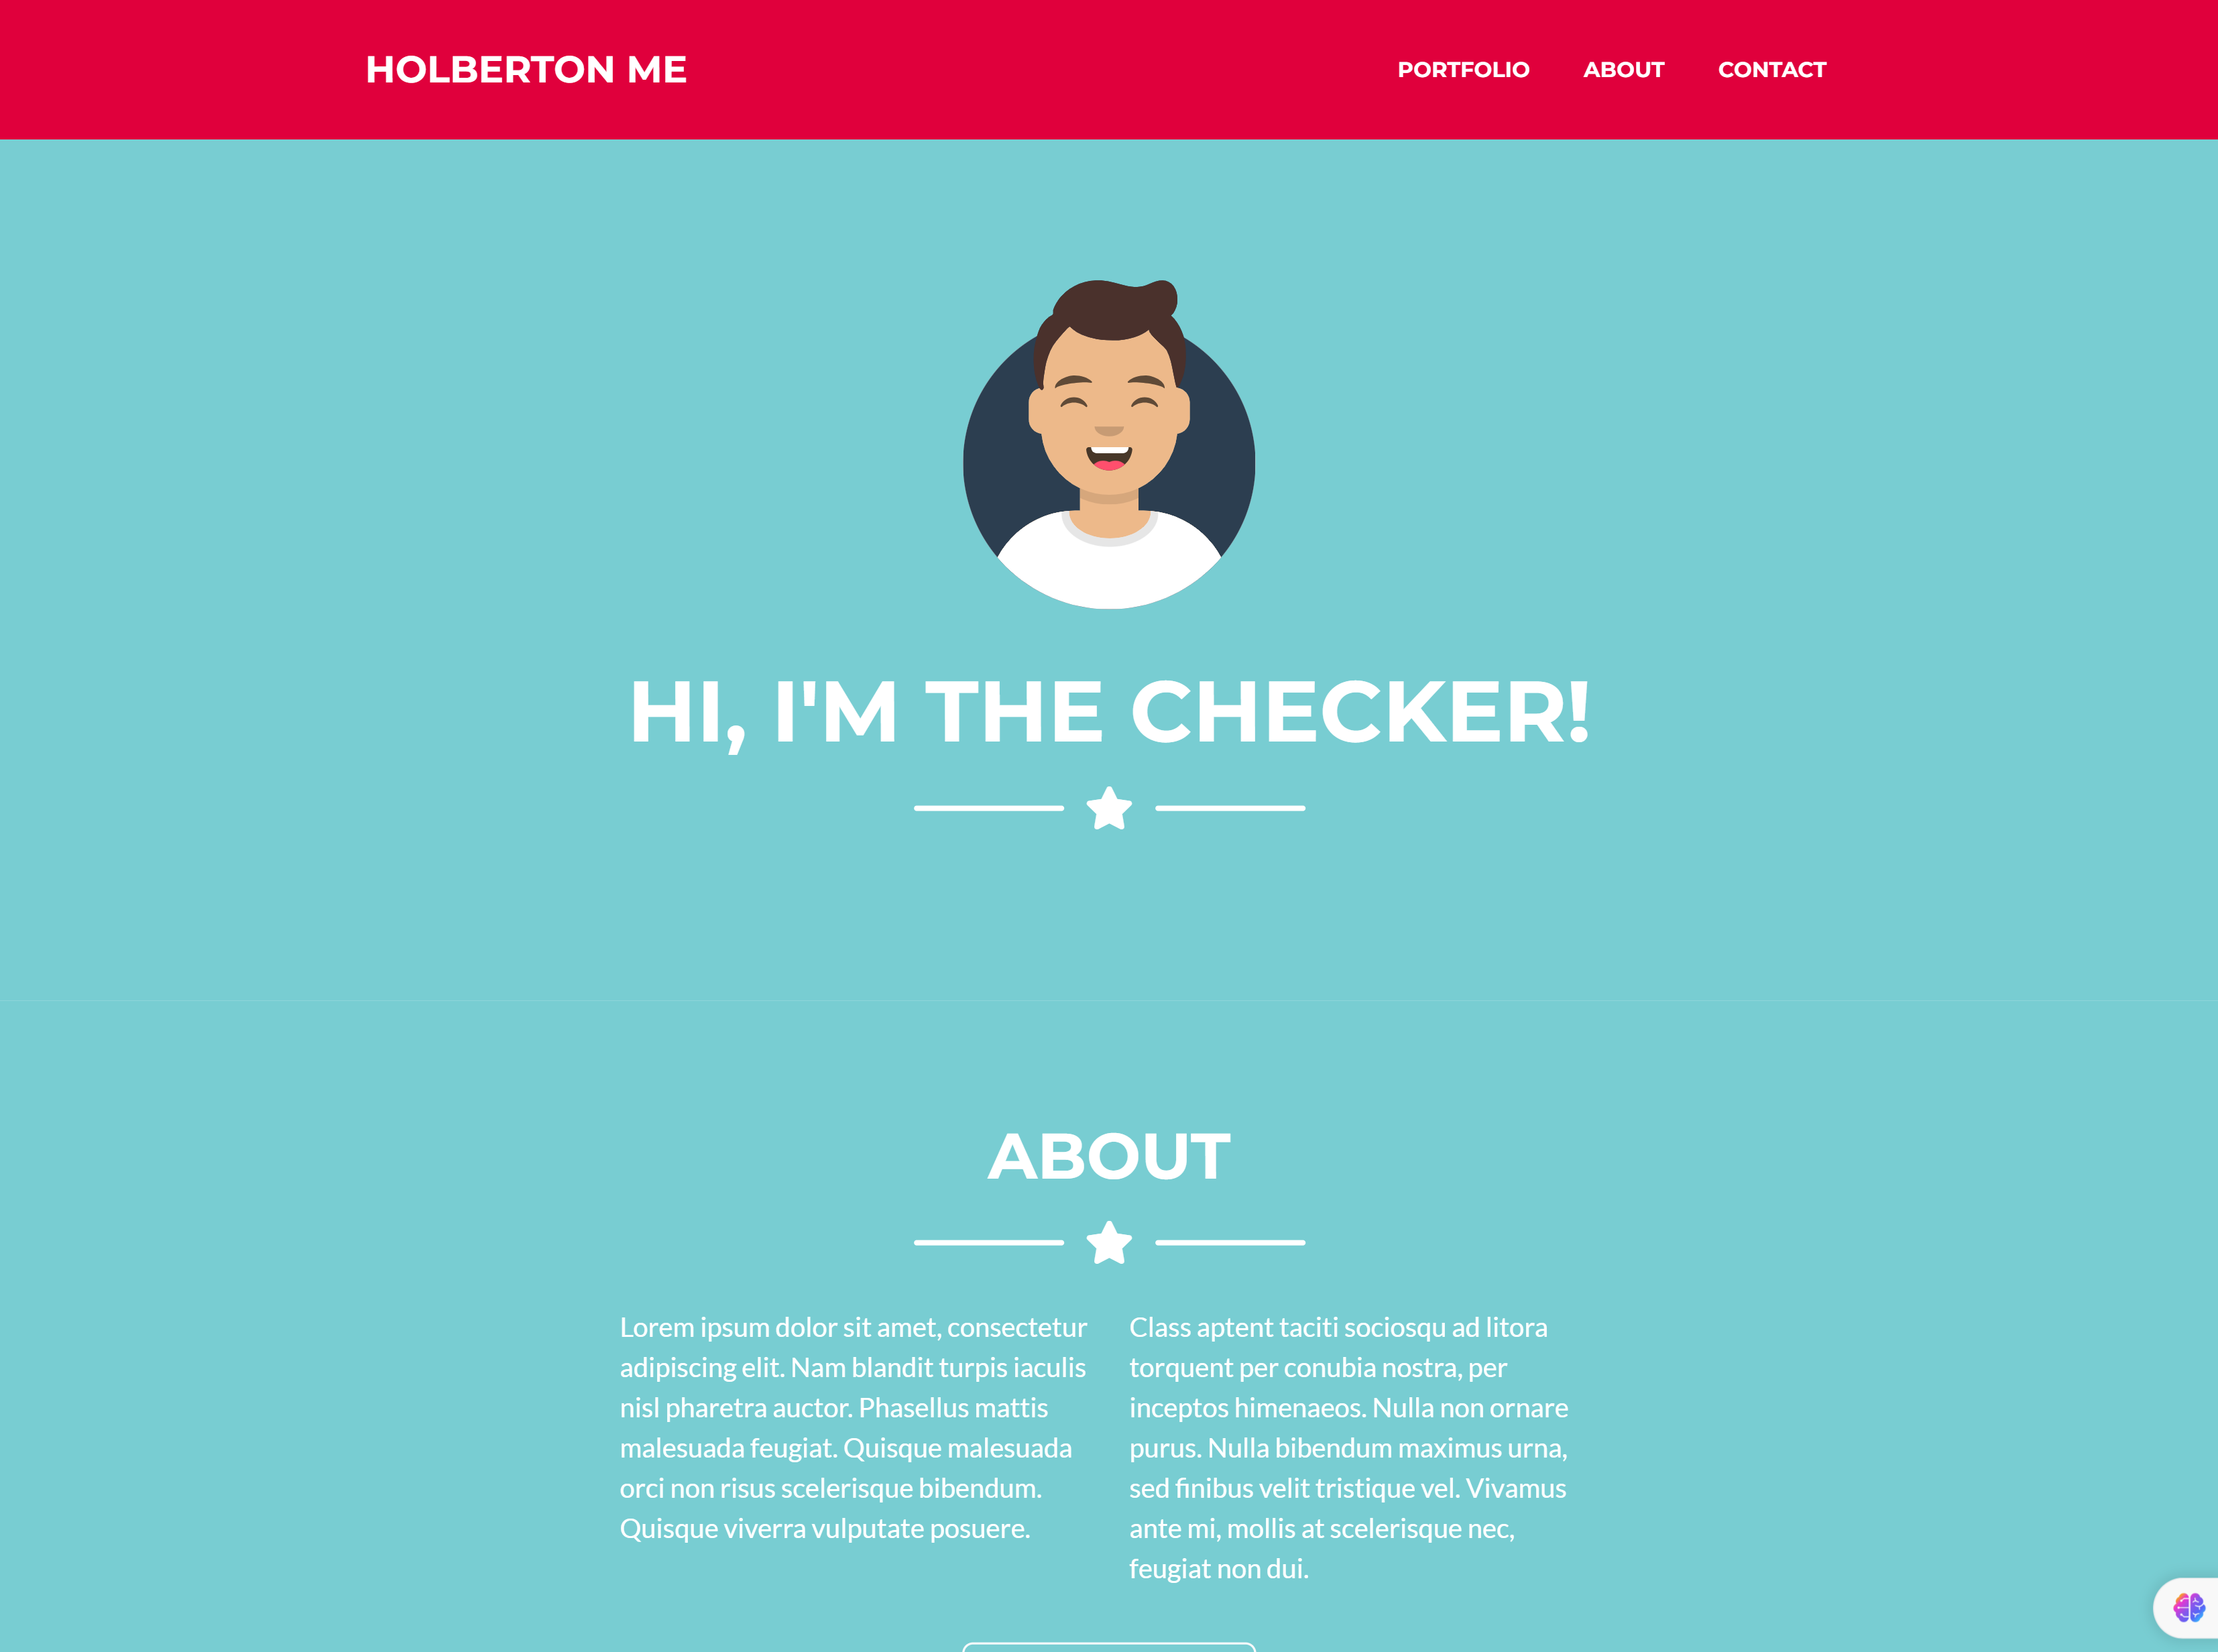 HOLBERTON ME
PORTFOLIO ABOUT CONTACT
HI, I'M THE CHECKER!
ABOUT
Lorem ipsum dolor sit amet, consectetur
adipiscing elit. Nam blandit turpis iaculis
nisl pharetra auctor. Phasellus mattis
malesuada feugiat. Quisque malesuada
orci non risus scelerisque bibendum.
Quisque viverra vulputate posuere.
Class aptent taciti sociosqu ad litora
torquent per conubia nostra, per
inceptos himenaeos. Nulla non ornare
purus. Nulla bibendum maximus urna,
sed finibus velit tristique vel. Vivamus
ante mi, mollis at scelerisque nec,
feugiat non dui.